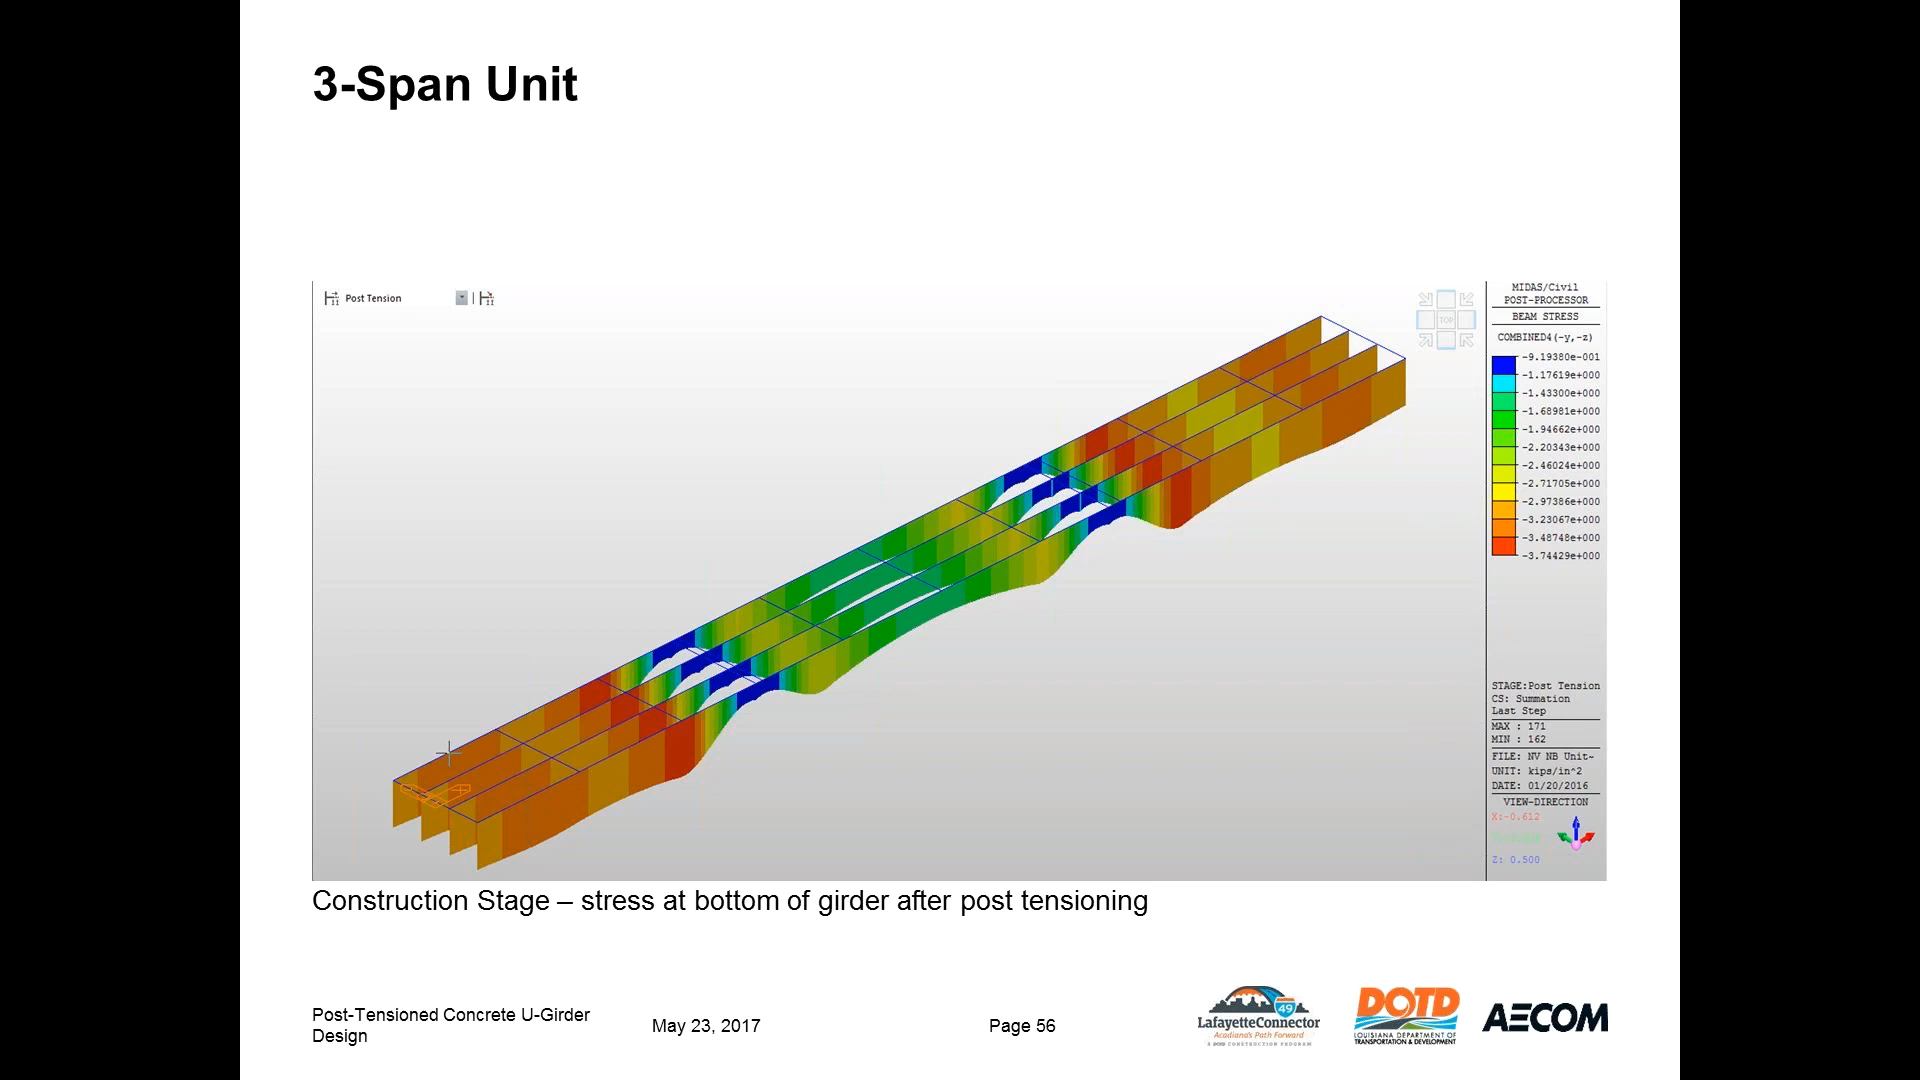 3-Span Unit
Post Tension
TOP
MIDAS/Civil
POST-PROCESSOR
BEAM STRESS
COMBINED4(-y,-z)
-9.19380e-001
-1.17619e+000
-1.43300e+000
-1.68981e+000
-1.94662e+000
-2.20343e+000
-2.46024e+000
-2.71705e+000
-2.97386e+000
-3.23067e+000
-3.48748e+000
-3.74429e+000
STAGE:Post Tension
CS: Summation
Last Step
MAX : 171
MIN : 162
FILE: NV NB Unit~
UNIT: kips/in^2
DATE: 01/20/2016
VIEW-DIRECTION
X:-0.612
Z: 0.500
Construction Stage – stress at bottom of girder after post tensioning
Post-Tensioned Concrete U-Girder
Design
May 23, 2017
Page 56
49
LafayetteConnector
Acadiana's Path Forward
A DOTD CONSTRUCTION PROGRAM
DOTD
LOUISIANA DEPARTMENT OF
TRANSPORTATION & DEVELOPMENT
AECOM